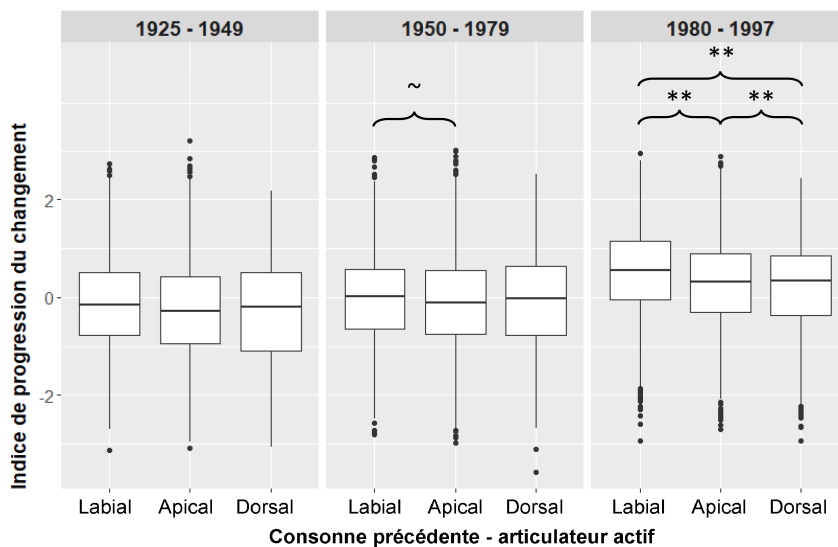 1925 - 1949 1950 - 1979 1980 - 1997
**
~ ** **
Indice de progression du changement
2
0
-2
Labial Apical Dorsal Labial Apical Dorsal Labial Apical Dorsal
Consonne précédente - articulateur actif